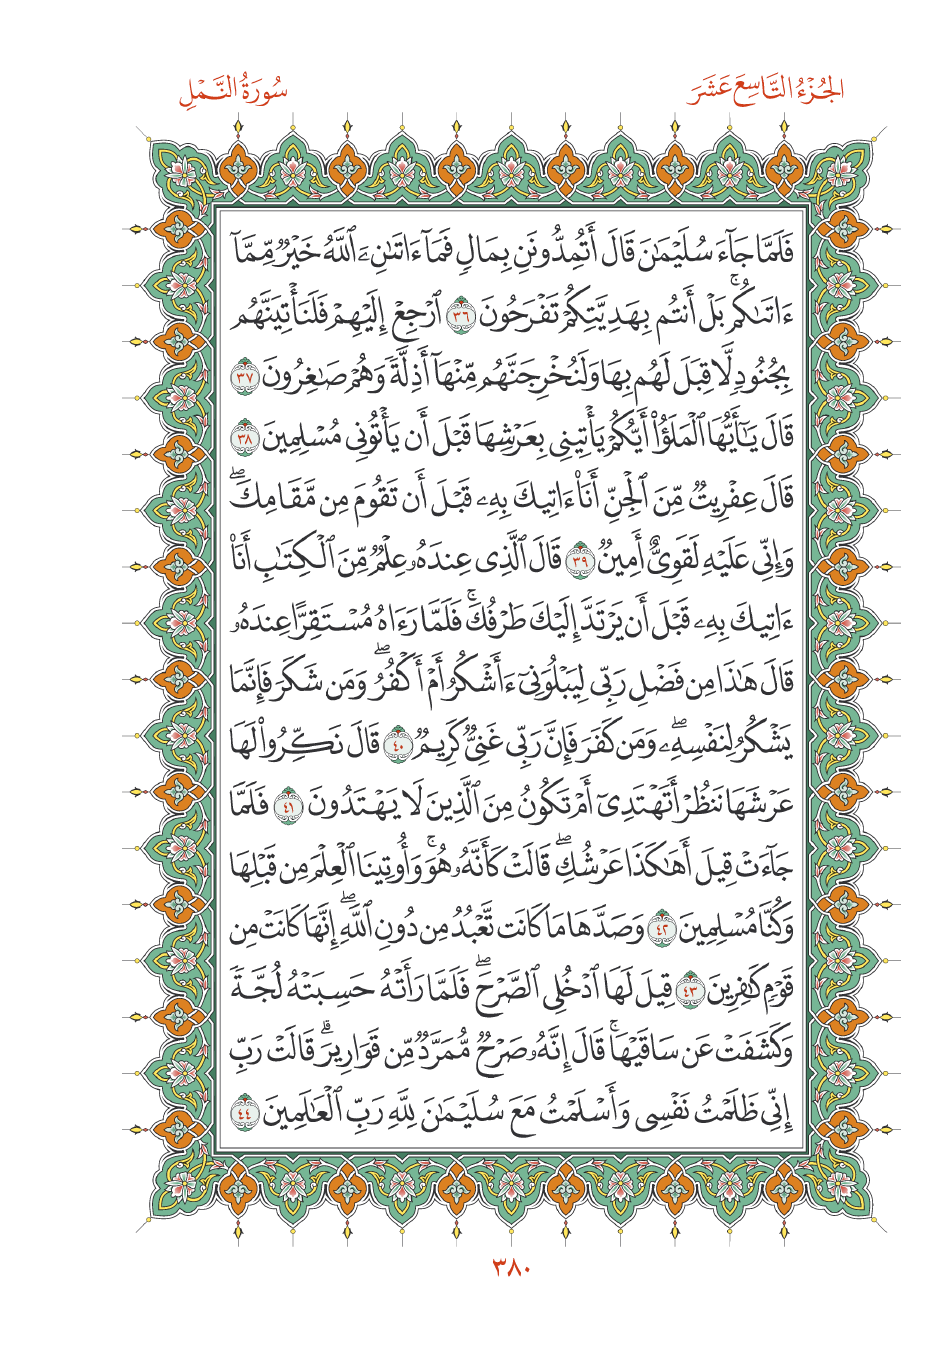 الجُزْءُ التَّاسِعَ عَشَرَ
سُورَةُ النَّمْلِ
فَلَمَّا جَآءَ سُلَيْمَٰنَ قَالَ أَتُمِدُّونَنِ بِمَالٖ فَمَآ ءَاتَىٰنِۦَ ٱللَّهُ خَيْرٞ مِّمَّآ
ءَاتَىٰكُمۚ بَلْ أَنتُم بِهَدِيَّتِكُمْ تَفْرَحُونَ ٣٦ ٱرْجِعْ إِلَيْهِمْ فَلَنَأْتِيَنَّهُم
بِجُنُودٖ لَّا قِبَلَ لَهُم بِهَا وَلَنُخْرِجَنَّهُم مِّنْهَآ أَذِلَّةٗ وَهُمْ صَٰغِرُونَ ٣٧
قَالَ يَٰٓأَيُّهَا ٱلْمَلَؤُاْ أَيُّكُمْ يَأْتِينِي بِعَرْشِهَا قَبْلَ أَن يَأْتُونِي مُسْلِمِينَ ٣٨
قَالَ عِفْرِيتٞ مِّنَ ٱلْجِنِّ أَنَا۠ ءَاتِيكَ بِهِۦ قَبْلَ أَن تَقُومَ مِن مَّقَامِكَۖ
وَإِنِّي عَلَيْهِ لَقَوِيٌّ أَمِينٞ ٣٩ قَالَ ٱلَّذِي عِندَهُۥ عِلْمٞ مِّنَ ٱلْكِتَٰبِ أَنَا۠
ءَاتِيكَ بِهِۦ قَبْلَ أَن يَرْتَدَّ إِلَيْكَ طَرْفُكَۚ فَلَمَّا رَءَاهُ مُسْتَقِرًّا عِندَهُۥ
قَالَ هَٰذَا مِن فَضْلِ رَبِّي لِيَبْلُوَنِيٓ ءَأَشْكُرُ أَمْ أَكْفُرُۖ وَمَن شَكَرَ فَإِنَّمَا
يَشْكُرُ لِنَفْسِهِۦۖ وَمَن كَفَرَ فَإِنَّ رَبِّي غَنِيّٞ كَرِيمٞ ٤٠ قَالَ نَكِّرُواْ لَهَا
عَرْشَهَا نَنظُرْ أَتَهْتَدِيٓ أَمْ تَكُونُ مِنَ ٱلَّذِينَ لَا يَهْتَدُونَ ٤١ فَلَمَّا
جَآءَتْ قِيلَ أَهَٰكَذَا عَرْشُكِۖ قَالَتْ كَأَنَّهُۥ هُوَۚ وَأُوتِينَا ٱلْعِلْمَ مِن قَبْلِهَا
وَكُنَّا مُسْلِمِينَ ٤٢ وَصَدَّهَا مَا كَانَت تَّعْبُدُ مِن دُونِ ٱللَّهِۖ إِنَّهَا كَانَتْ مِن
قَوْمٖ كَٰفِرِينَ ٤٣ قِيلَ لَهَا ٱدْخُلِي ٱلصَّرْحَۖ فَلَمَّا رَأَتْهُ حَسِبَتْهُ لُجَّةٗ
وَكَشَفَتْ عَن سَاقَيْهَاۚ قَالَ إِنَّهُۥ صَرْحٞ مُّمَرَّدٞ مِّن قَوَارِيرَۗ قَالَتْ رَبِّ
إِنِّي ظَلَمْتُ نَفْسِي وَأَسْلَمْتُ مَعَ سُلَيْمَٰنَ لِلَّهِ رَبِّ ٱلْعَٰلَمِينَ ٤٤
٣٨٠